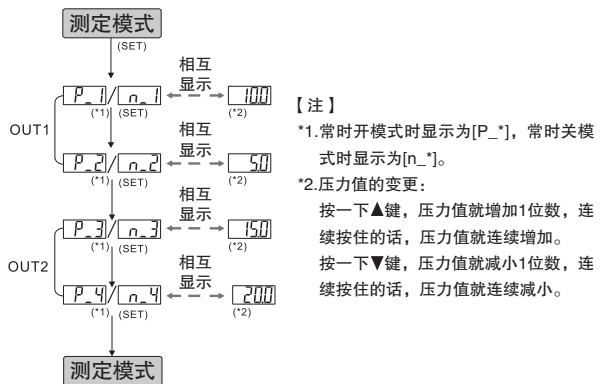 测定模式
(SET)
相互
显示
P_1 / n_1
10.0
(*1) (SET)
(*2)
OUT1
相互
显示
P_2 / n_2
5.0
(*1) (SET)
(*2)
相互
显示
P_3 / n_3
15.0
(*1) (SET)
(*2)
OUT2
相互
显示
P_4 / n_4
20.0
(*1) (SET)
(*2)
测定模式
【注】
*1.常时开模式时显示为[P_*]，常时关模
式时显示为[n_*]。
*2.压力值的变更：
按一下▲键，压力值就增加1位数，连
续按住的话，压力值就连续增加。
按一下▼键，压力值就减小1位数，连
续按住的话，压力值就连续减小。